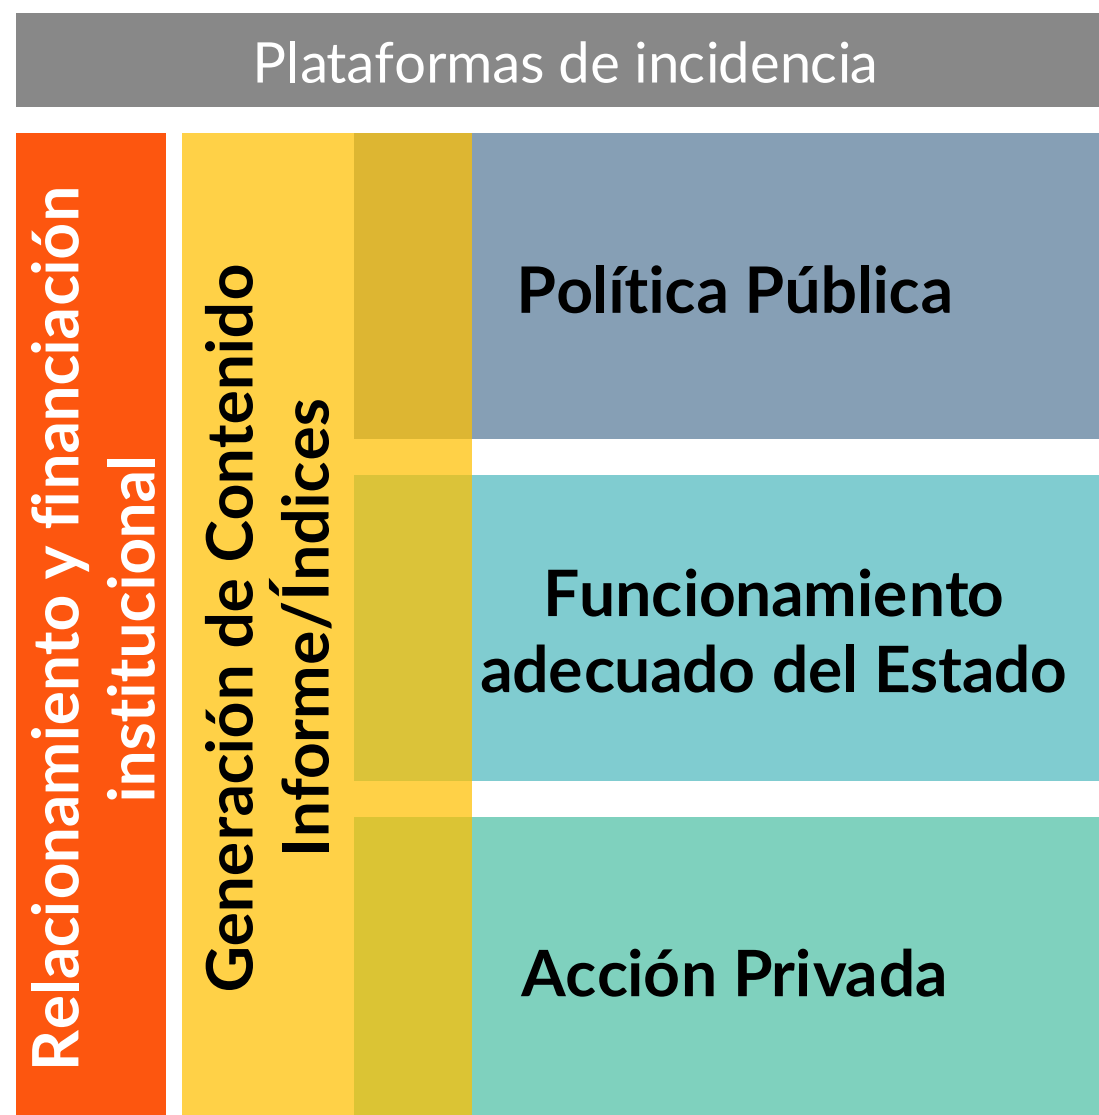 Plataformas de incidencia
Relacionamiento y financiación
institucional
Generación de Contenido
Informe/Índices
Política Pública
Funcionamiento
adecuado del Estado
Acción Privada